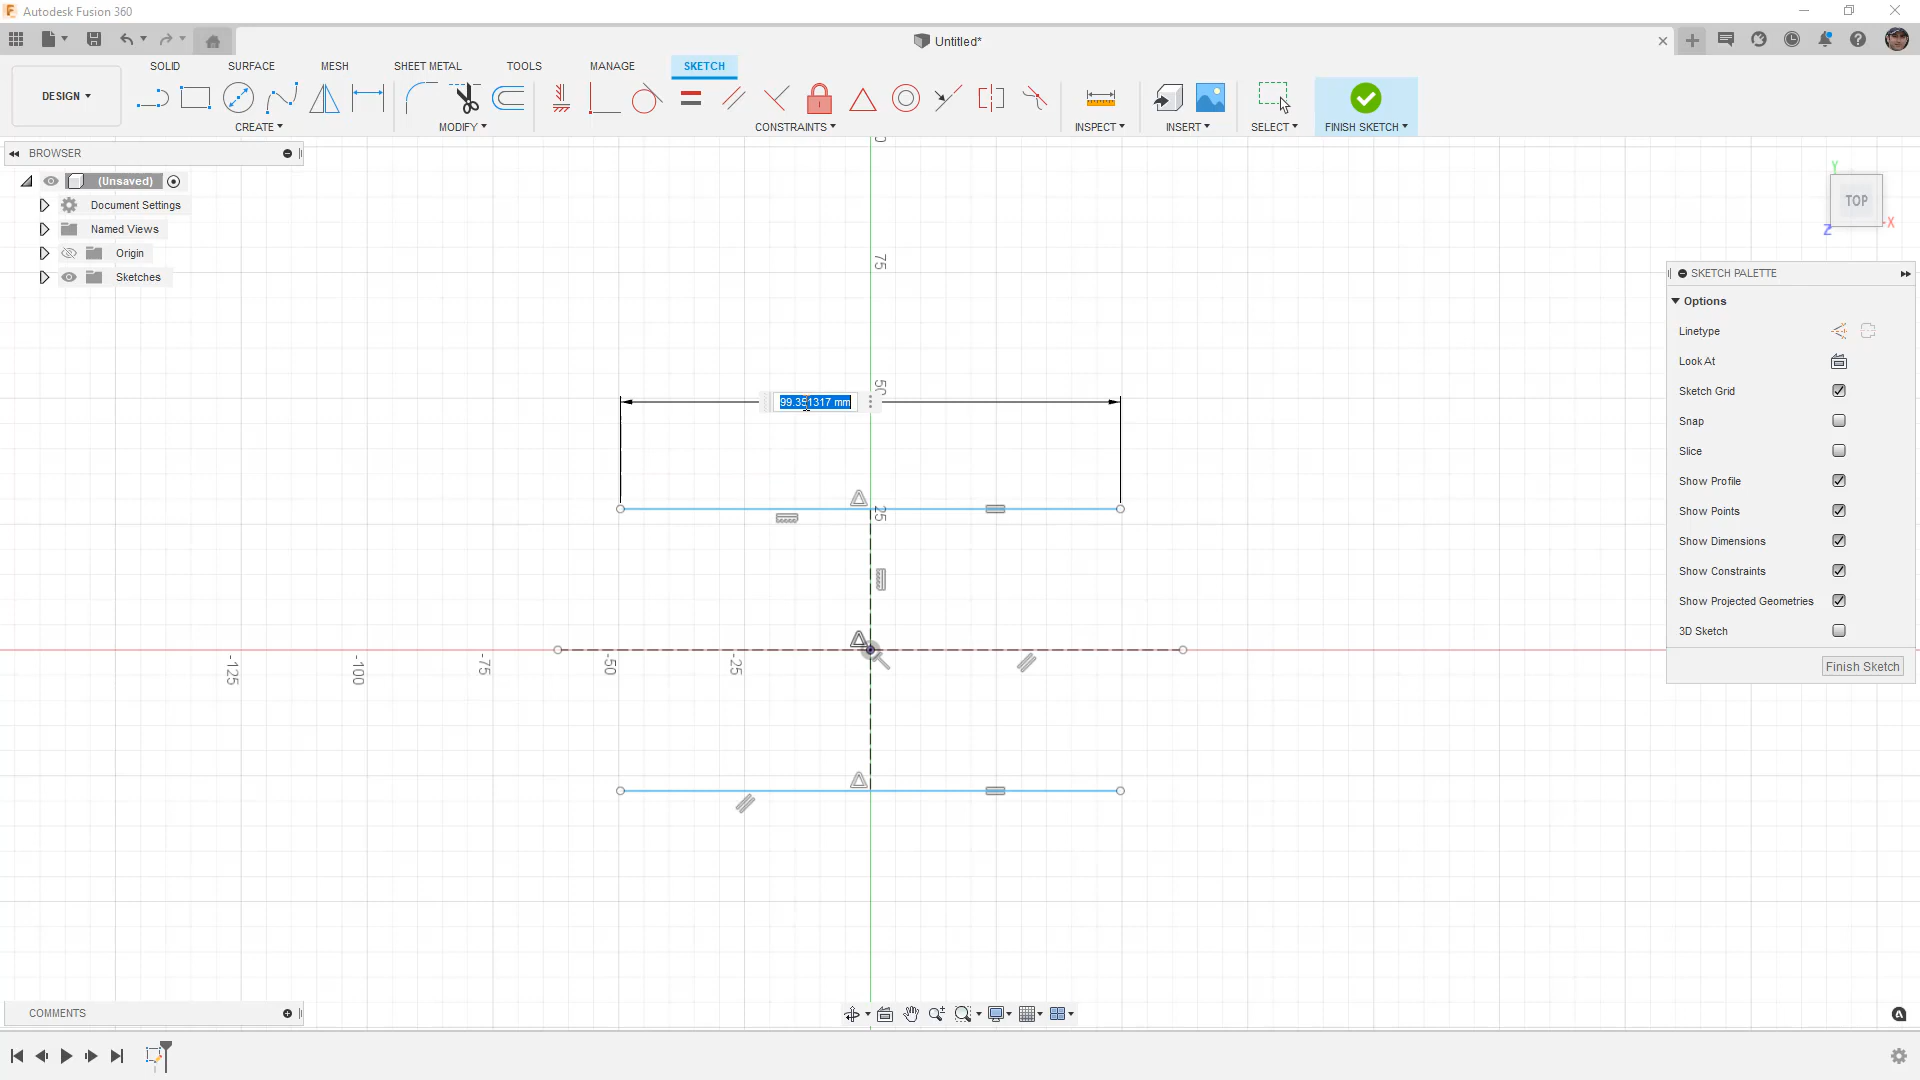 Autodesk Fusion 360
Untitled*
SOLID
SURFACE
MESH
SHEET METAL
TOOLS
MANAGE
SKETCH
DESIGN
CREATE
MODIFY
CONSTRAINTS
INSPECT
INSERT
SELECT
FINISH SKETCH
BROWSER
(Unsaved)
Document Settings
Named Views
Origin
Sketches
TOP
Y
X
Z
75
50
25
99.351317 mm
-125
-100
-75
-50
-25
SKETCH PALETTE
Options
Linetype
Look At
Sketch Grid
Snap
Slice
Show Profile
Show Points
Show Dimensions
Show Constraints
Show Projected Geometries
3D Sketch
Finish Sketch
COMMENTS